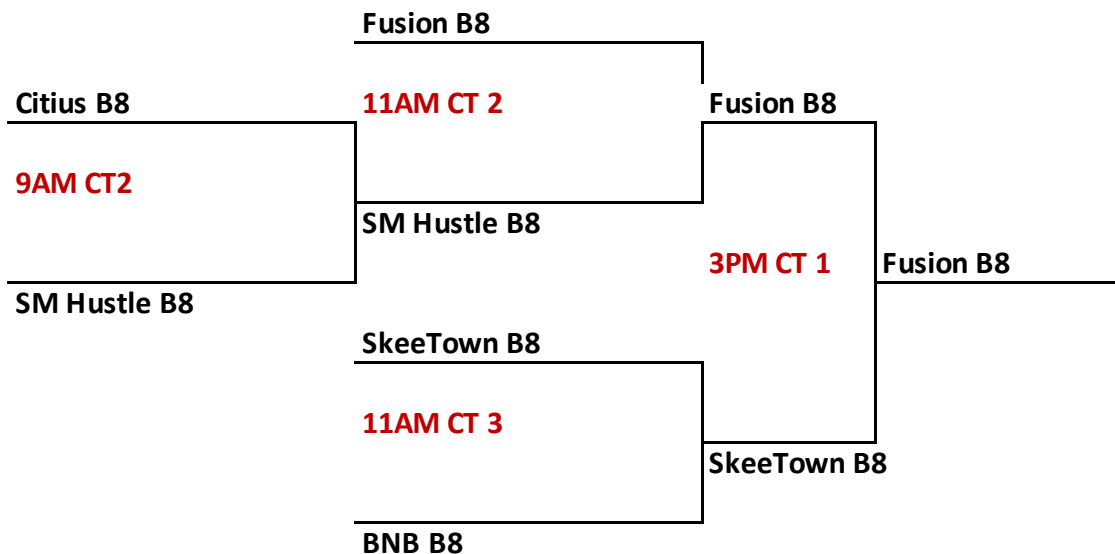 Fusion B8
Citius B8
11AM CT 2
Fusion B8
9AM CT2
SM Hustle B8
3PM CT 1
Fusion B8
SM Hustle B8
SkeeTown B8
11AM CT 3
SkeeTown B8
BNB B8